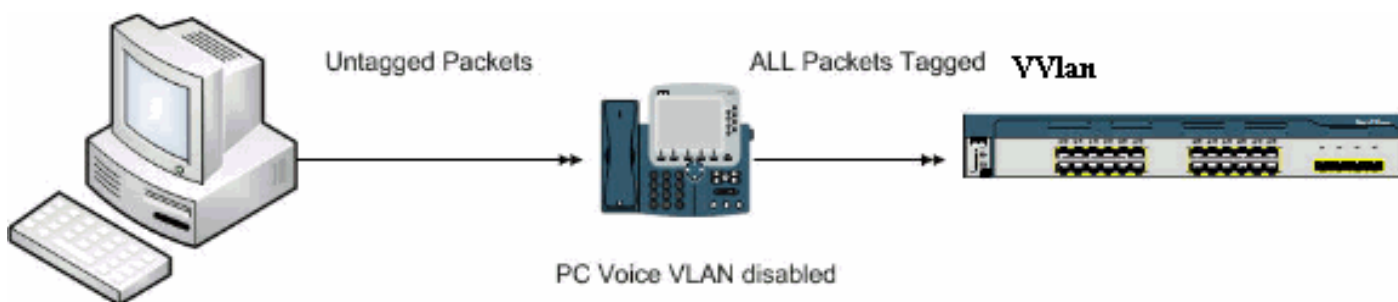 Untagged Packets
ALL Packets Tagged VVlan
PC Voice VLAN disabled